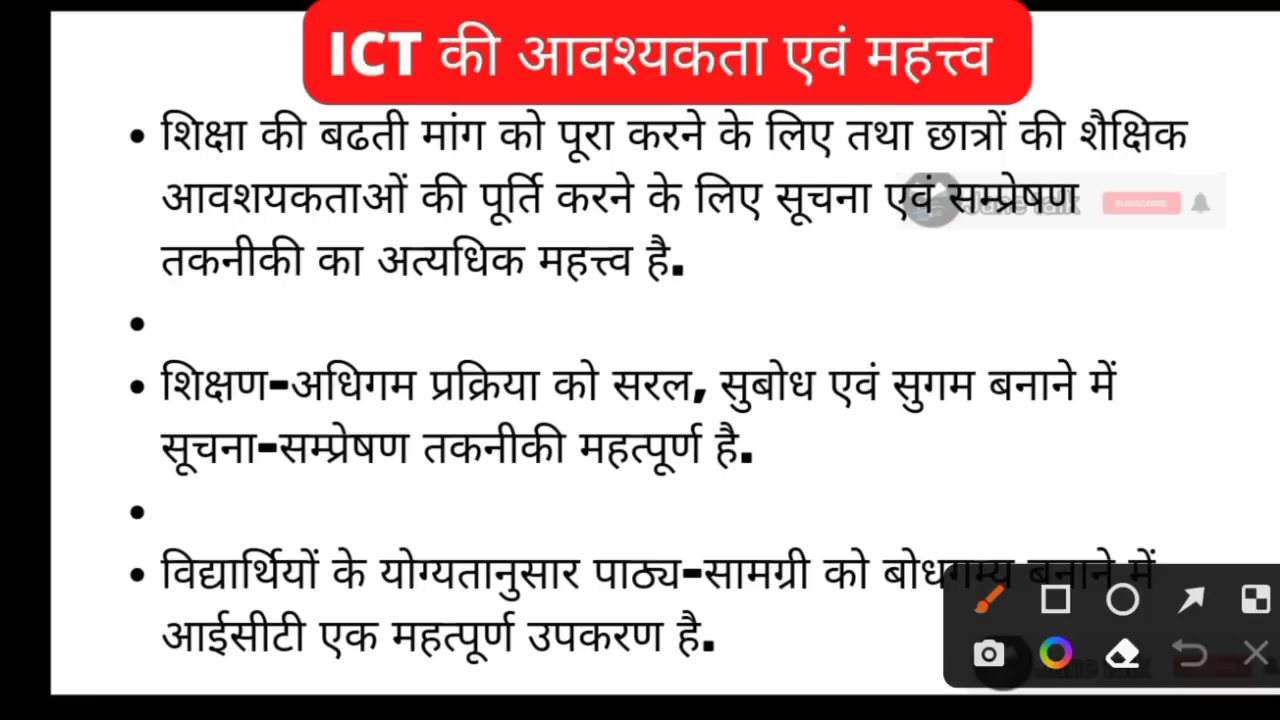 ICT की आवश्यकता एवं महत्त्व
• शिक्षा की बढती मांग को पूरा करने के लिए तथा छात्रों की शैक्षिक
आवशयकताओं की पूर्ति करने के लिए सूचना एवं सम्प्रेषण
SUBSCRIBE
तकनीकी का अत्यधिक महत्त्व है.
•
• शिक्षण-अधिगम प्रक्रिया को सरल, सुबोध एवं सुगम बनाने में
सूचना-सम्प्रेषण तकनीकी महत्पूर्ण है.
•
• विद्यार्थियों के योग्यतानुसार पाठ्य-सामग्री को बोधगम्य बनाने में
आईसीटी एक महत्पूर्ण उपकरण है.